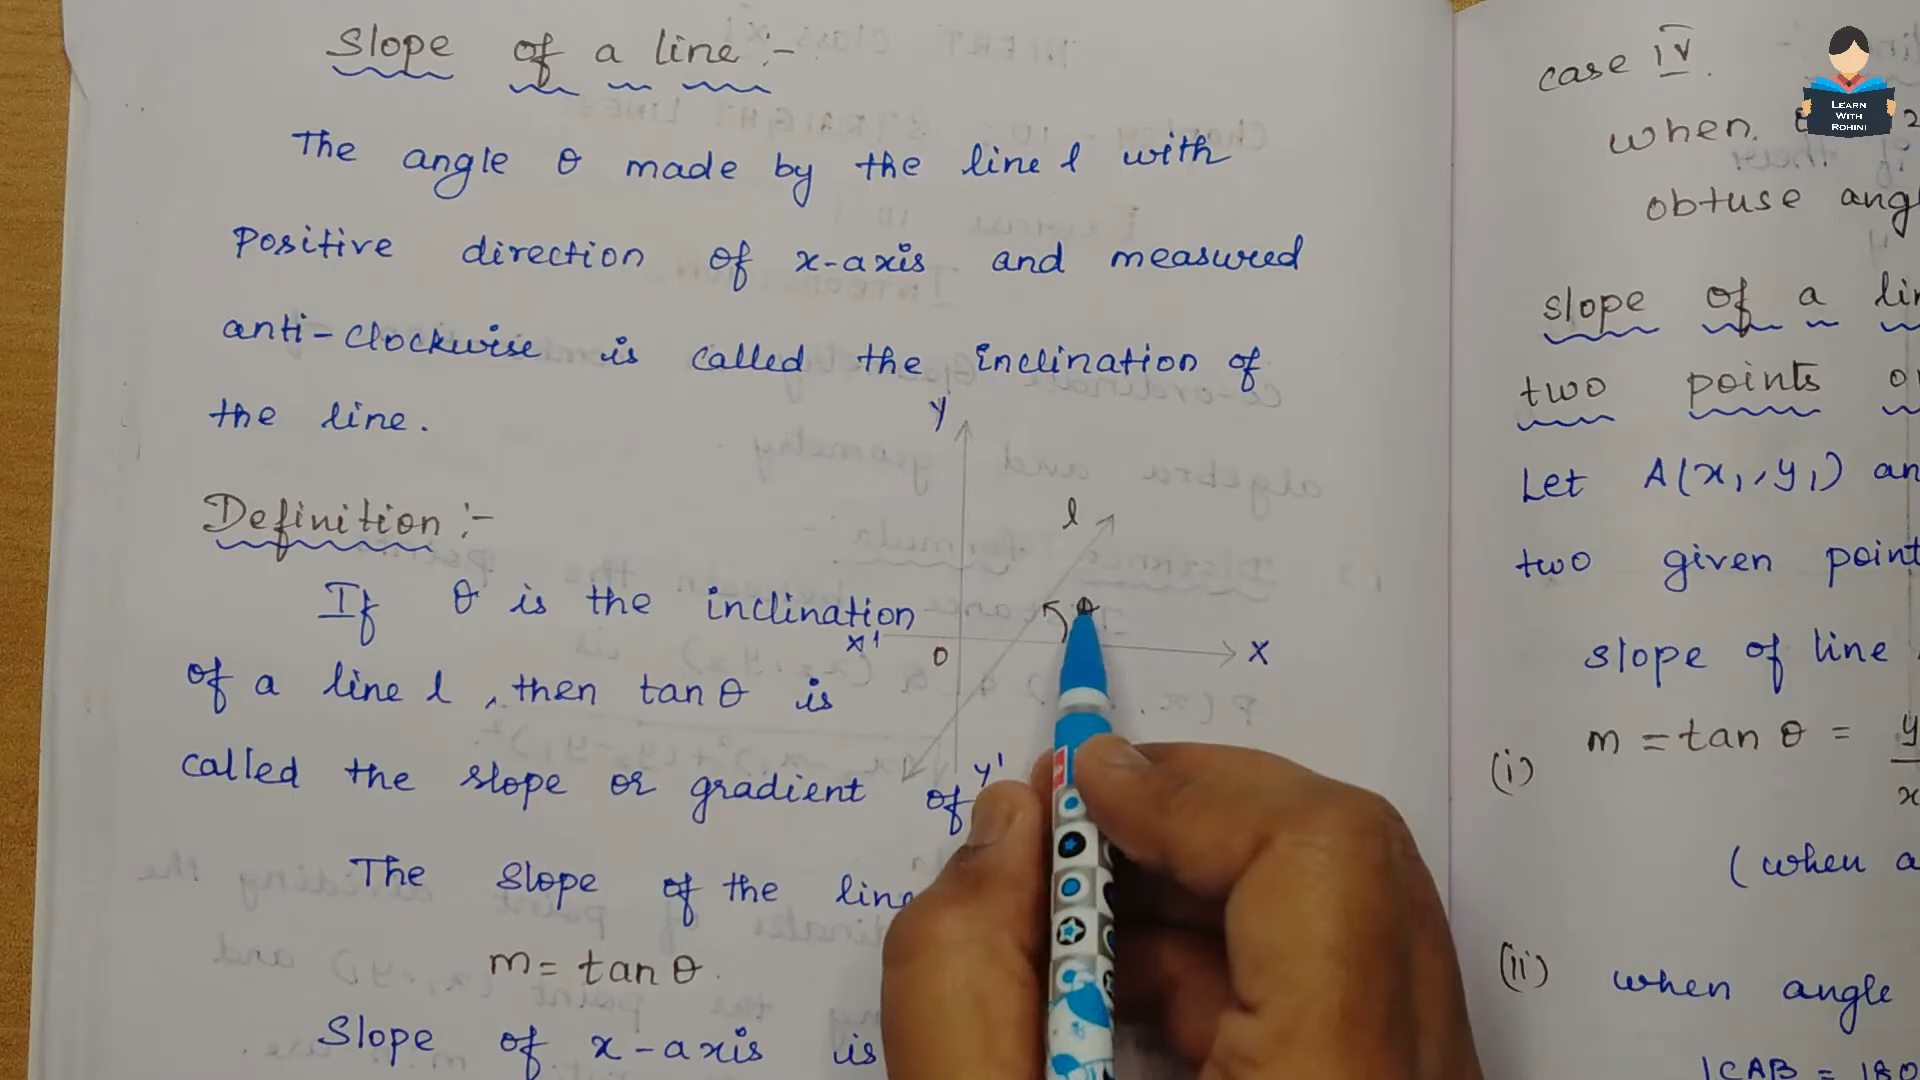 Slope of a line :-
The angle θ made by the line l with
positive direction of x-axis and measured
anti-clockwise is called the inclination of
the line.
Y
l
θ
X' O X
Y'
Definition :-
If θ is the inclination
of a line l, then tan θ is
called the slope or gradient of
The slope of the line
m = tan θ.
Slope of x-axis is
case IV.
when
obtuse
slope of a
two points
Let A(x₁, y₁)
two given point
slope of line
(i) m = tan θ =
(when
(ii) when angle
CAB = 180
LEARN
WITH
ROHINI